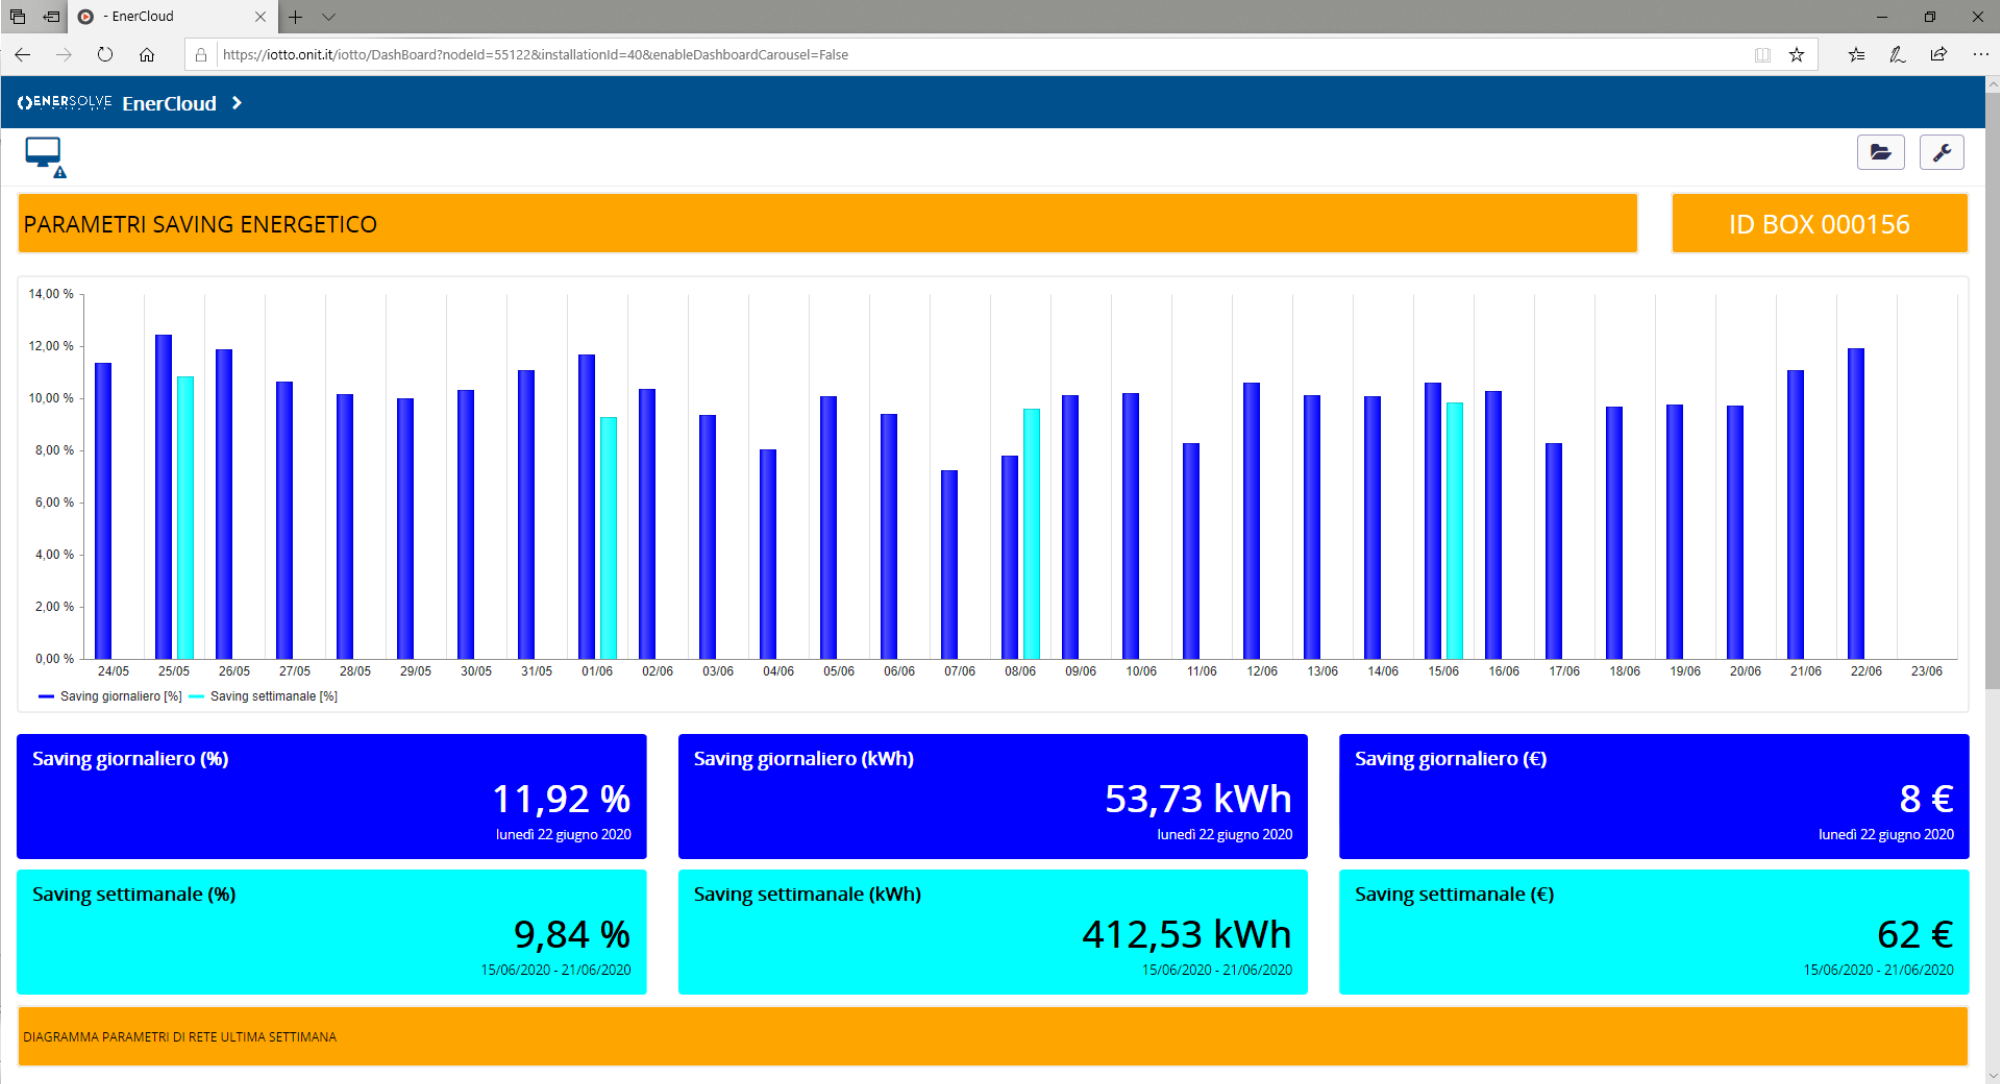 - EnerCloud
https://iotto.onit.it/iotto/DashBoard?nodeId=55122&installationId=40&enableDashboardCarousel=False
ENERSOLVE EnerCloud
PARAMETRI SAVING ENERGETICO
ID BOX 000156
14,00 %
12,00 %
10,00 %
8,00 %
6,00 %
4,00 %
2,00 %
0,00 %
24/05 25/05 26/05 27/05 28/05 29/05 30/05 31/05 01/06 02/06 03/06 04/06 05/06 06/06 07/06 08/06 09/06 10/06 11/06 12/06 13/06 14/06 15/06 16/06 17/06 18/06 19/06 20/06 21/06 22/06 23/06
Saving giornaliero [%] Saving settimanale [%]
Saving giornaliero (%)
11,92 %
lunedì 22 giugno 2020
Saving giornaliero (kWh)
53,73 kWh
lunedì 22 giugno 2020
Saving giornaliero (€)
8 €
lunedì 22 giugno 2020
Saving settimanale (%)
9,84 %
15/06/2020 - 21/06/2020
Saving settimanale (kWh)
412,53 kWh
15/06/2020 - 21/06/2020
Saving settimanale (€)
62 €
15/06/2020 - 21/06/2020
DIAGRAMMA PARAMETRI DI RETE ULTIMA SETTIMANA